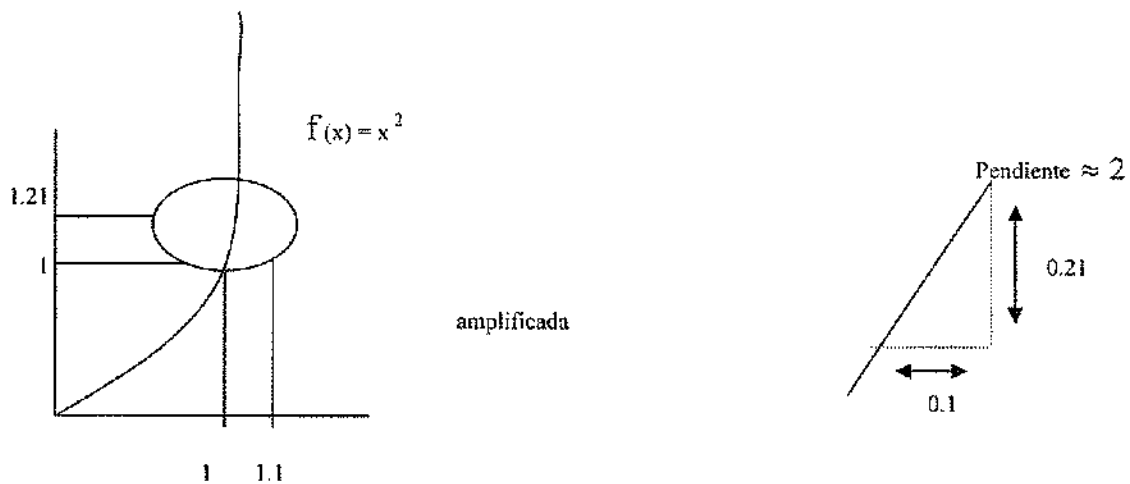 f(x) = x²
1.21
1
1 1.1
amplificada
Pendiente ≈ 2
0.21
0.1